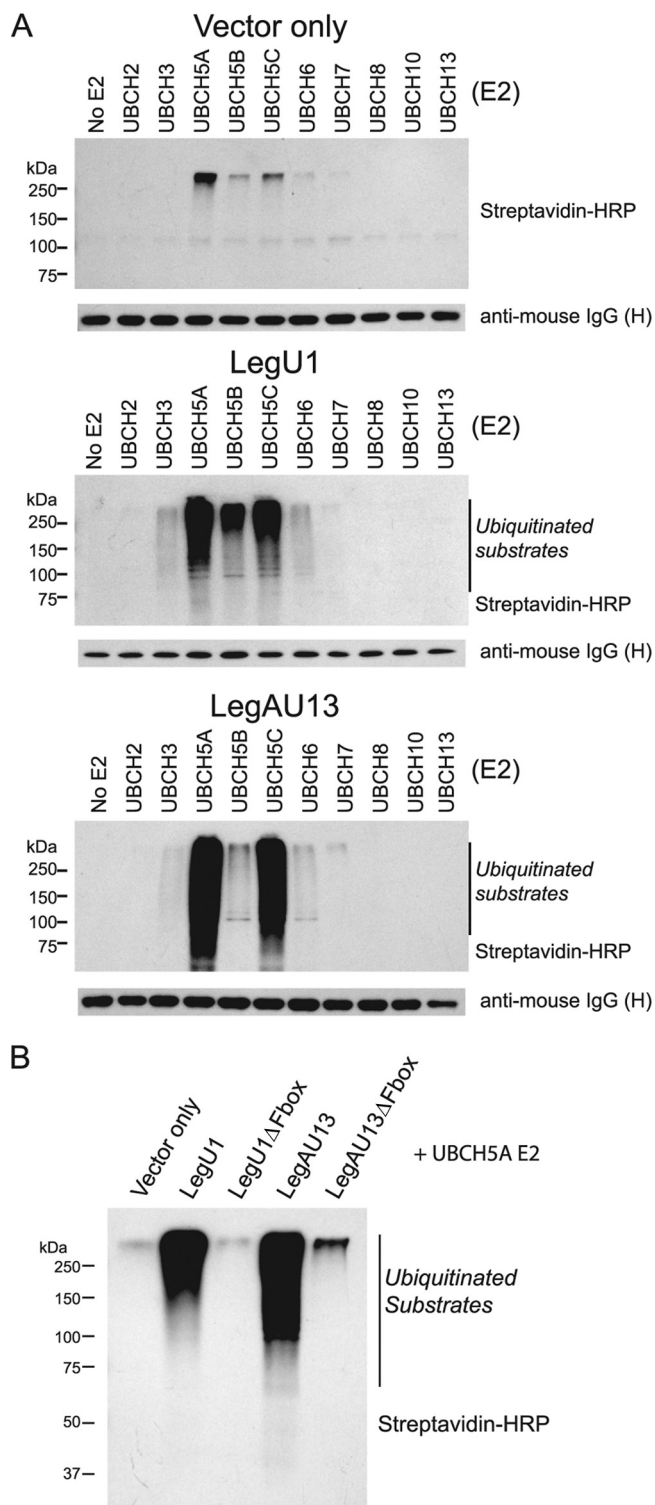 A
Vector only
No E2 UBCH2 UBCH3 UBCH5A UBCH5B UBCH5C UBCH6 UBCH7 UBCH8 UBCH10 UBCH13 (E2)
kDa
250
150
100
75
Streptavidin-HRP
anti-mouse IgG (H)
LegU1
No E2 UBCH2 UBCH3 UBCH5A UBCH5B UBCH5C UBCH6 UBCH7 UBCH8 UBCH10 UBCH13 (E2)
kDa
250
150
100
75
Ubiquitinated
substrates
Streptavidin-HRP
anti-mouse IgG (H)
LegAU13
No E2 UBCH2 UBCH3 UBCH5A UBCH5B UBCH5C UBCH6 UBCH7 UBCH8 UBCH10 UBCH13 (E2)
kDa
250
150
100
75
Ubiquitinated
substrates
Streptavidin-HRP
anti-mouse IgG (H)
B
Vector only LegU1 LegU1ΔFbox LegAU13 LegAU13ΔFbox
+ UBCH5A E2
kDa
250
150
100
75
50
37
Ubiquitinated
Substrates
Streptavidin-HRP